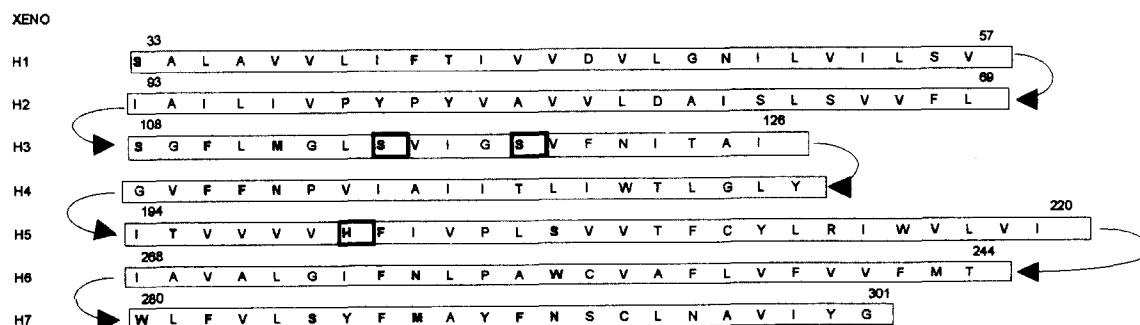 XENO
33 57
H1 S A L A V V L I F T I V V D V L G N I L V I L S V
93 69
H2 I A I L I V P Y P Y V A V V L D A I S L S V V F L
108 126
H3 S G F L M G L S V I G S V F N I T A I
H4 G V F F N P V I A I I T L I W T L G L Y
194 220
H5 I T V V V V H F I V P L S V V T F C Y L R I W V L V I
268 244
H6 I A V A L G I F N L P A W C V A F L V F V V F M T
280 301
H7 W L F V L S Y F M A Y F N S C L N A V I Y G